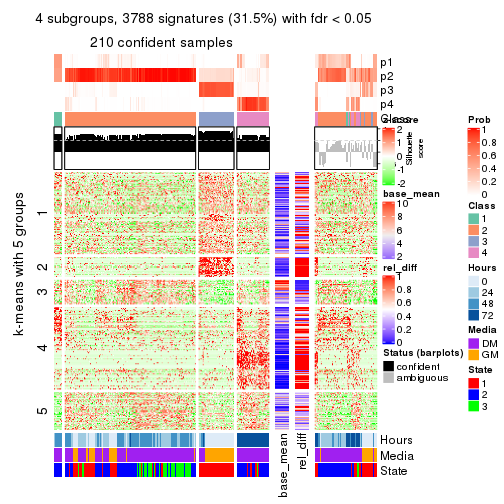 4 subgroups, 3788 signatures (31.5%) with fdr < 0.05
210 confident samples
p1
p2
p3
p4
Class
Silhouette
score
k-means with 5 groups
1
2
3
4
5
base_mean
rel_diff
Hours
Media
State
z-score
2
1
0
-1
-2
base_mean
10
8
6
4
2
rel_diff
1
0.8
0.6
0.4
0.2
0
Status (barplots)
confident
ambiguous
Prob
1
0.8
0.6
0.4
0.2
0
Class
1
2
3
4
Hours
0
24
48
72
Media
DM
GM
State
1
2
3